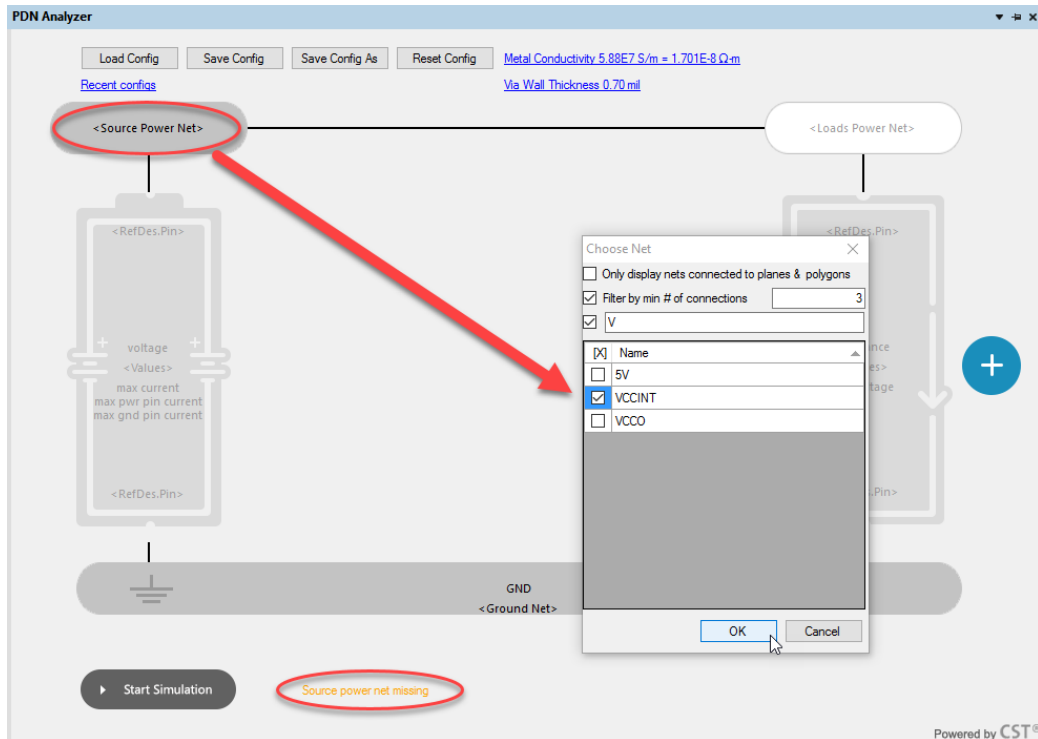 PDN Analyzer
Load Config
Save Config
Save Config As
Reset Config
Metal Conductivity 5.88E7 S/m = 1.701E-8 Ω-m
Recent configs
Via Wall Thickness 0.70 mil
<Source Power Net>
<Loads Power Net>
<RefDes.Pin>
<RefDes.Pin>
voltage
<Values>
max current
max pwr pin current
max gnd pin current
<RefDes.Pin>
Choose Net
Only display nets connected to planes & polygons
Filter by min # of connections
3
V
[X] Name
5V
VCCINT
VCCO
OK
Cancel
GND
<Ground Net>
Start Simulation
Source power net missing
Powered by CST®